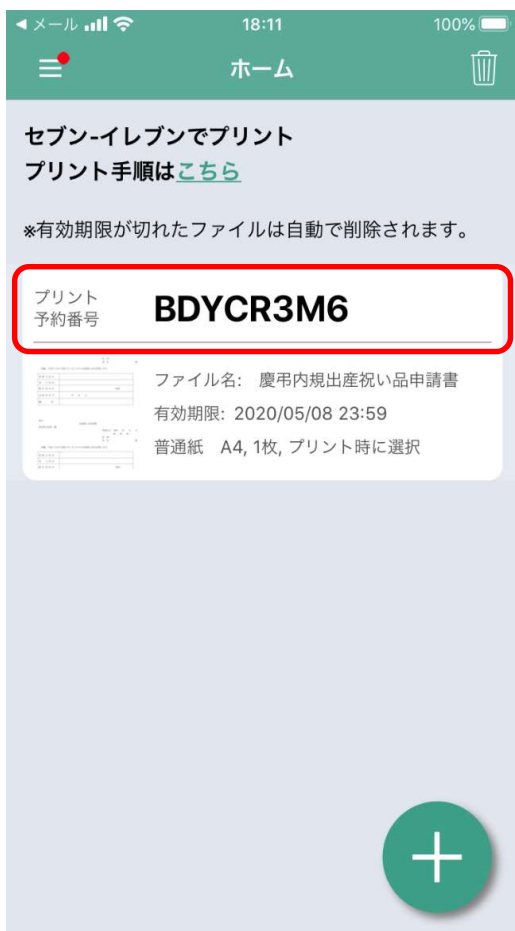 メール
18:11
100%
ホーム
セブン-イレブンでプリント
プリント手順はこちら
※有効期限が切れたファイルは自動で削除されます。
プリント
予約番号
BDYCR3M6
ファイル名: 慶弔内規出産祝い品申請書
有効期限: 2020/05/08 23:59
普通紙 A4, 1枚, プリント時に選択